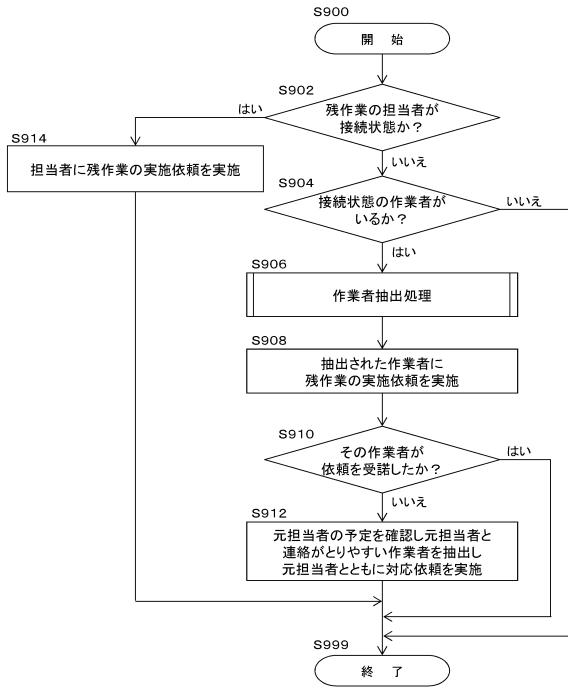 S900
開 始
S902
残作業の担当者が
接続状態か？
はい
いいえ
S914
担当者に残作業の実施依頼を実施
S904
接続状態の作業者が
いるか？
いいえ
はい
S906
作業者抽出処理
S908
抽出された作業者に
残作業の実施依頼を実施
S910
その作業者が
依頼を受諾したか？
はい
いいえ
S912
元担当者の予定を確認し元担当者と
連絡がとりやすい作業者を抽出し
元担当者とともに対応依頼を実施
S999
終 了